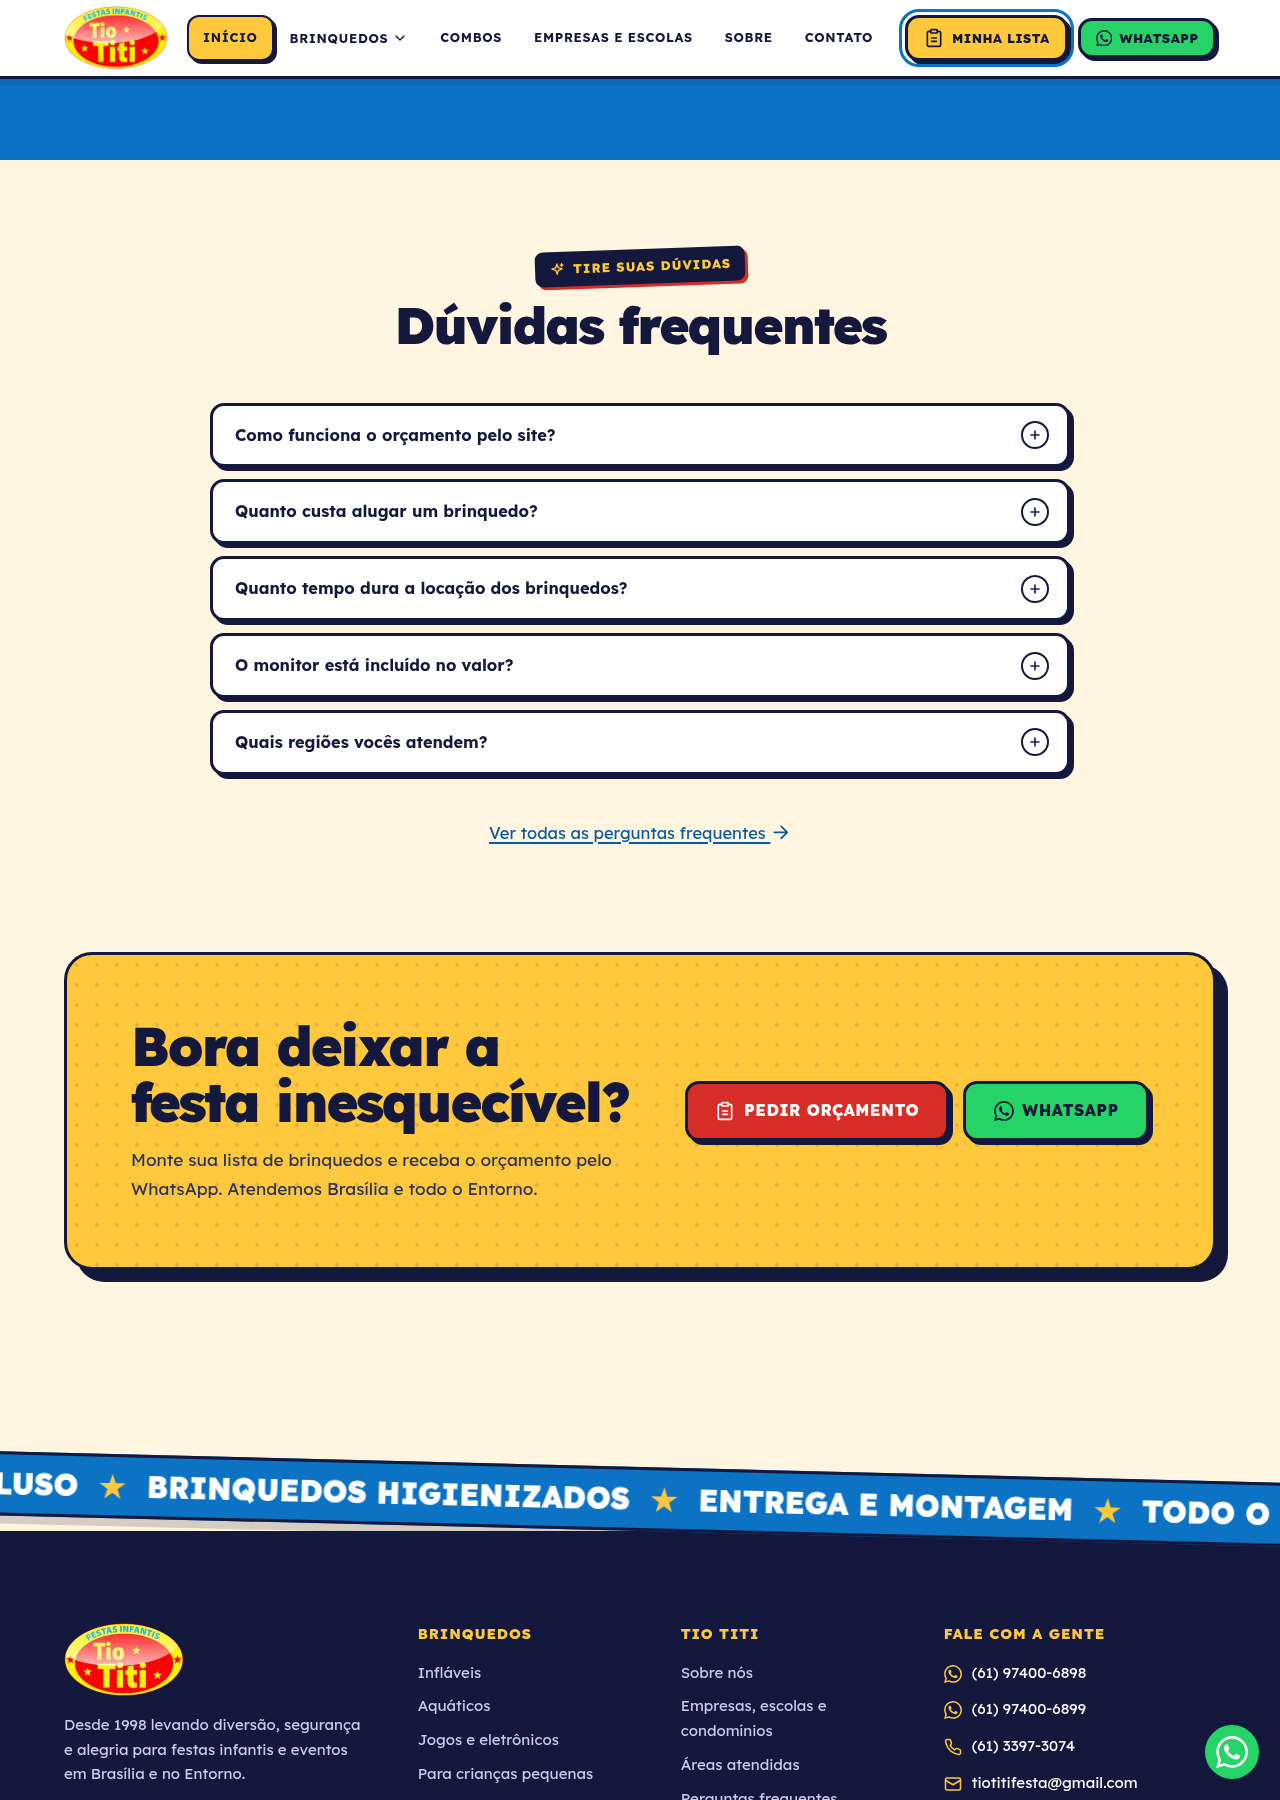 FESTAS INFANTIS
Tio
Titi
INÍCIO
BRINQUEDOS
COMBOS
EMPRESAS E ESCOLAS
SOBRE
CONTATO
MINHA LISTA
WHATSAPP
TIRE SUAS DÚVIDAS
Dúvidas frequentes
Como funciona o orçamento pelo site?
Quanto custa alugar um brinquedo?
Quanto tempo dura a locação dos brinquedos?
O monitor está incluído no valor?
Quais regiões vocês atendem?
Ver todas as perguntas frequentes
Bora deixar a
festa inesquecível?
Monte sua lista de brinquedos e receba o orçamento pelo
WhatsApp. Atendemos Brasília e todo o Entorno.
PEDIR ORÇAMENTO
WHATSAPP
LUSO ★ BRINQUEDOS HIGIENIZADOS ★ ENTREGA E MONTAGEM ★ TODO O
FESTAS INFANTIS
Tio
Titi
Desde 1998 levando diversão, segurança
e alegria para festas infantis e eventos
em Brasília e no Entorno.
BRINQUEDOS
Infláveis
Aquáticos
Jogos e eletrônicos
Para crianças pequenas
TIO TITI
Sobre nós
Empresas, escolas e
condomínios
Áreas atendidas
Perguntas frequentes
FALE COM A GENTE
(61) 97400-6898
(61) 97400-6899
(61) 3397-3074
tiotitifesta@gmail.com